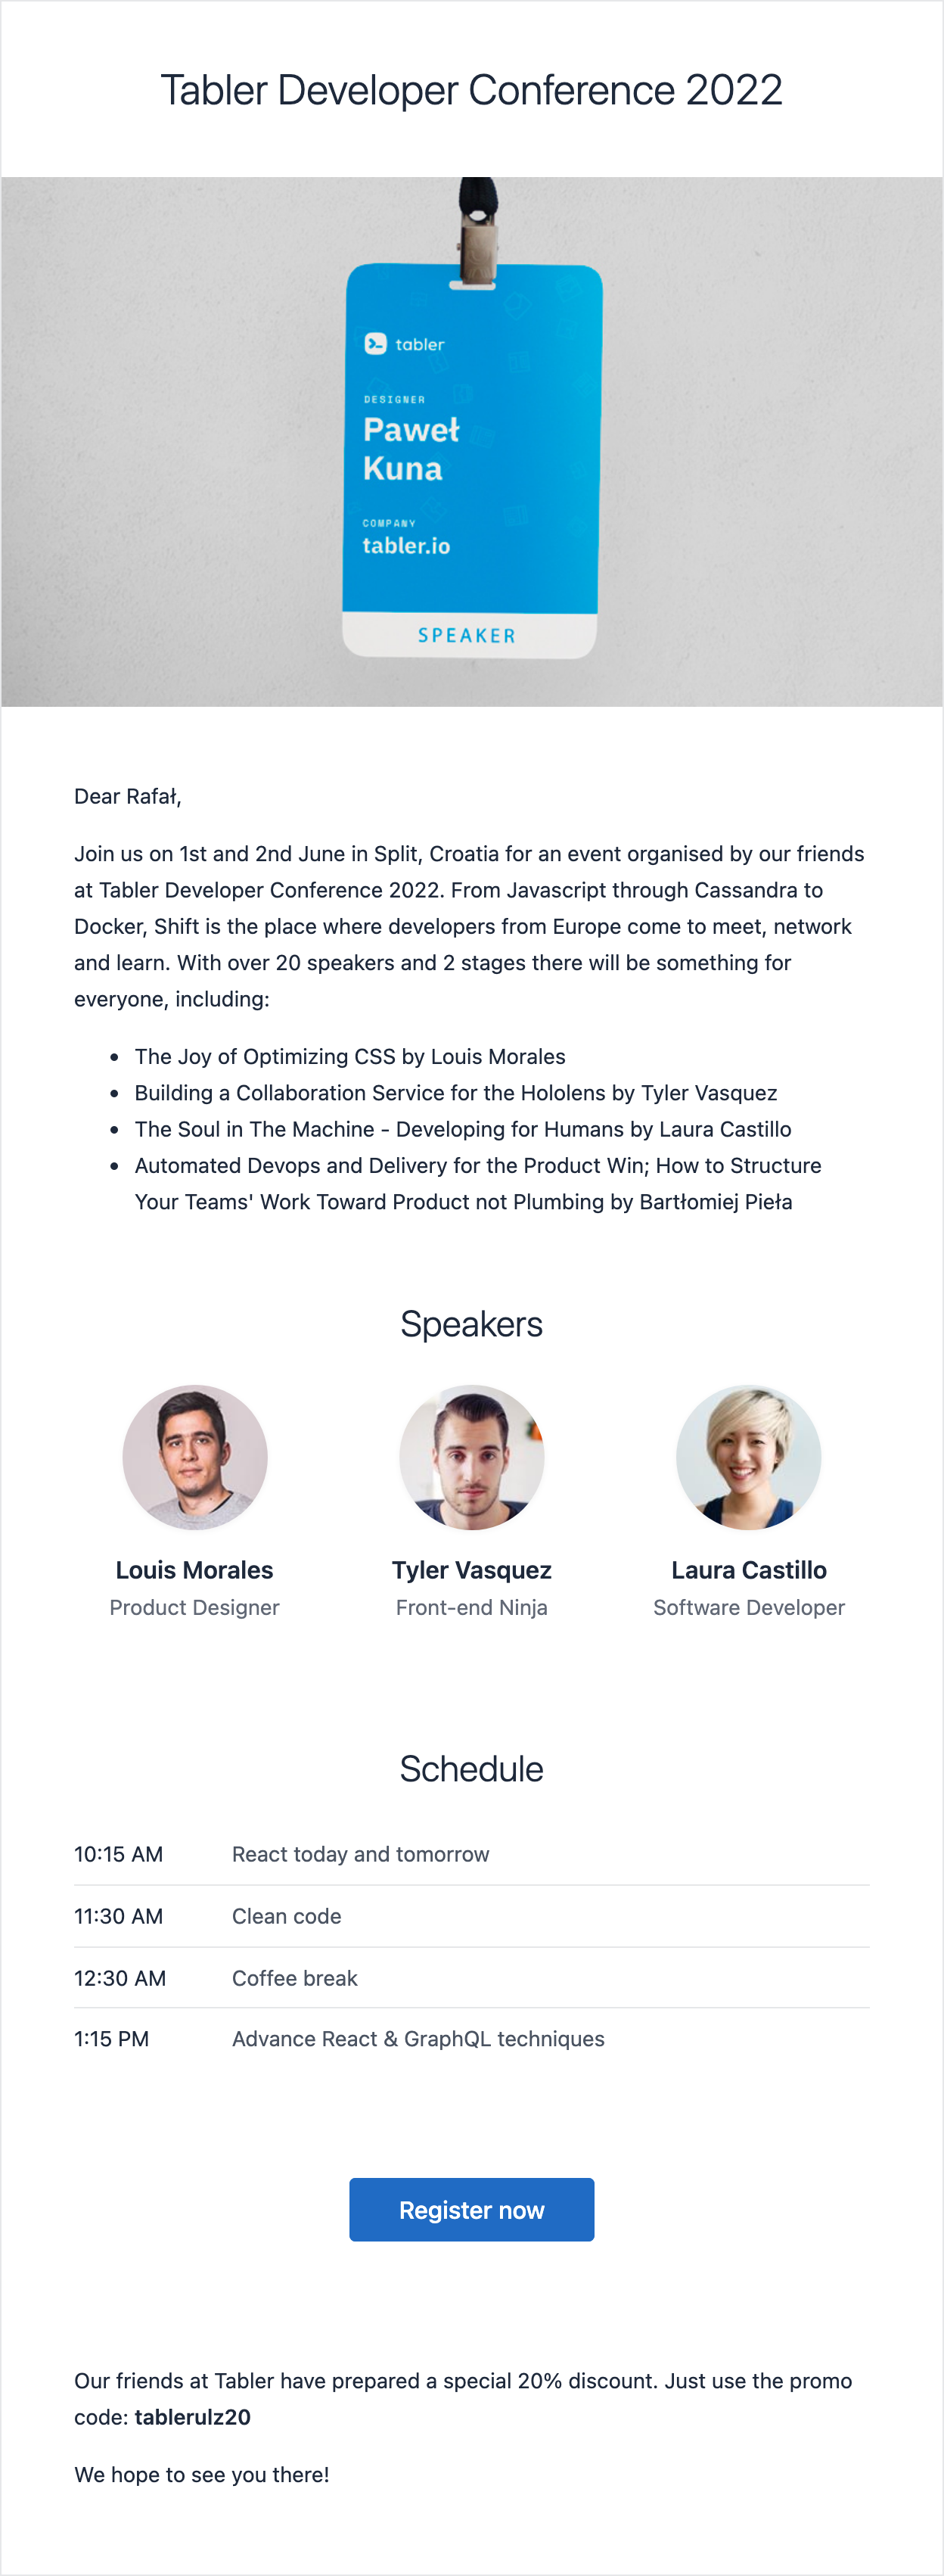 Tabler Developer Conference 2022
tabler
DESIGNER
Paweł
Kuna
COMPANY
tabler.io
SPEAKER
Dear Rafał,
Join us on 1st and 2nd June in Split, Croatia for an event organised by our friends
at Tabler Developer Conference 2022. From Javascript through Cassandra to
Docker, Shift is the place where developers from Europe come to meet, network
and learn. With over 20 speakers and 2 stages there will be something for
everyone, including:
• The Joy of Optimizing CSS by Louis Morales
• Building a Collaboration Service for the Hololens by Tyler Vasquez
• The Soul in The Machine - Developing for Humans by Laura Castillo
• Automated Devops and Delivery for the Product Win; How to Structure
Your Teams' Work Toward Product not Plumbing by Bartłomiej Pieła
Speakers
Louis Morales
Product Designer
Tyler Vasquez
Front-end Ninja
Laura Castillo
Software Developer
Schedule
10:15 AM React today and tomorrow
11:30 AM Clean code
12:30 AM Coffee break
1:15 PM Advance React & GraphQL techniques
Register now
Our friends at Tabler have prepared a special 20% discount. Just use the promo
code: tablerulz20
We hope to see you there!